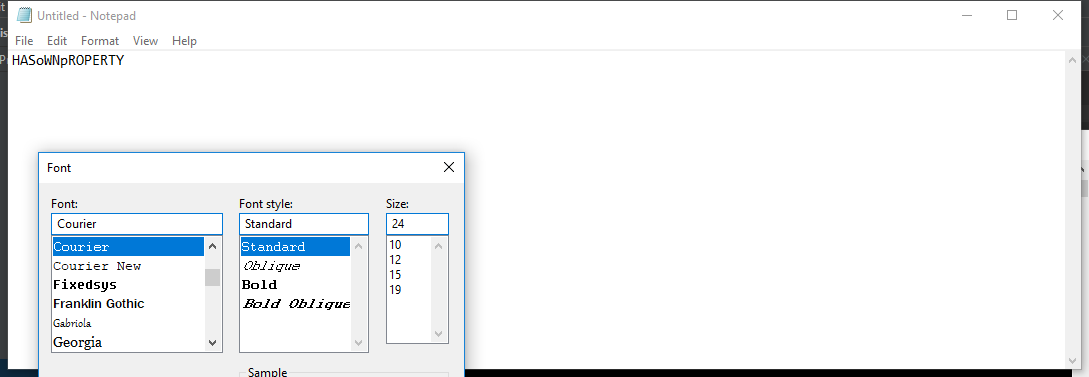 Untitled - Notepad
File Edit Format View Help
HASoWNpROPERTY
Font
Font: Font style: Size:
Courier Standard 24
Courier Standard 10
Courier New Oblique 12
Fixedsys Bold 15
Franklin Gothic Bold Oblique 19
Gabriola
Georgia
Sample